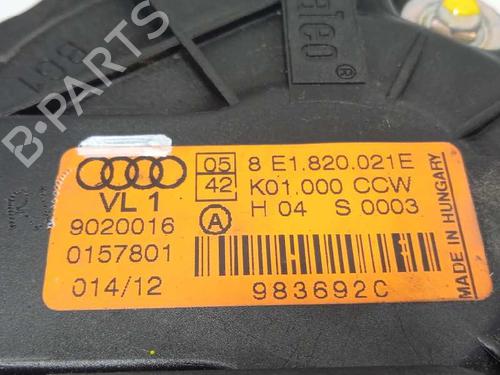 B-PARTS
elco ®
VL 1
9020016
0157801
014/12
05
42
A
8 E1.820.021E
K01.000 CCW
H 04 S 0003
983692C
MADE IN HUNGARY